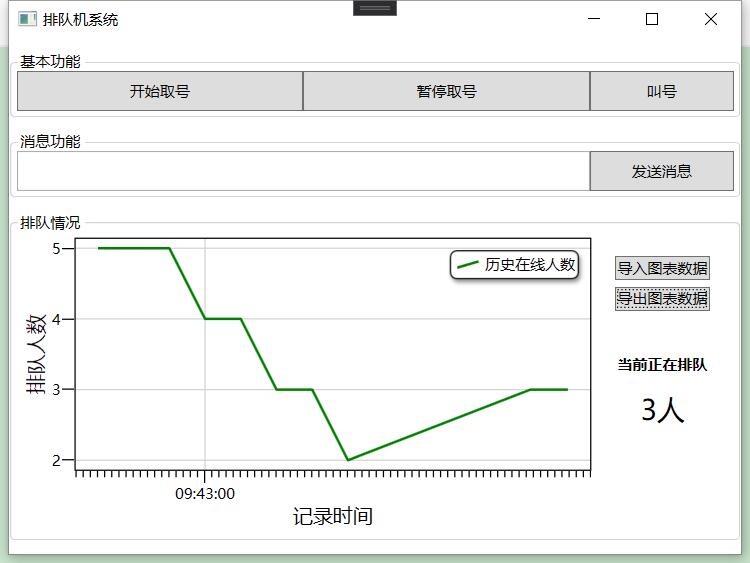 排队机系统
基本功能
开始取号
暂停取号
叫号
消息功能
发送消息
排队情况
5
4
3
2
排队人数
历史在线人数
09:43:00
记录时间
导入图表数据
导出图表数据
当前正在排队
3人